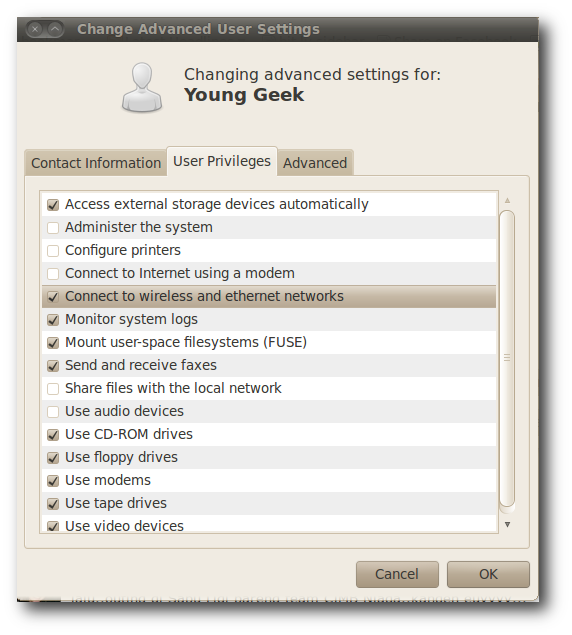 Change Advanced User Settings
Changing advanced settings for:
Young Geek
Contact Information
User Privileges
Advanced
Access external storage devices automatically
Administer the system
Configure printers
Connect to Internet using a modem
Connect to wireless and ethernet networks
Monitor system logs
Mount user-space filesystems (FUSE)
Send and receive faxes
Share files with the local network
Use audio devices
Use CD-ROM drives
Use floppy drives
Use modems
Use tape drives
Use video devices
Cancel
OK